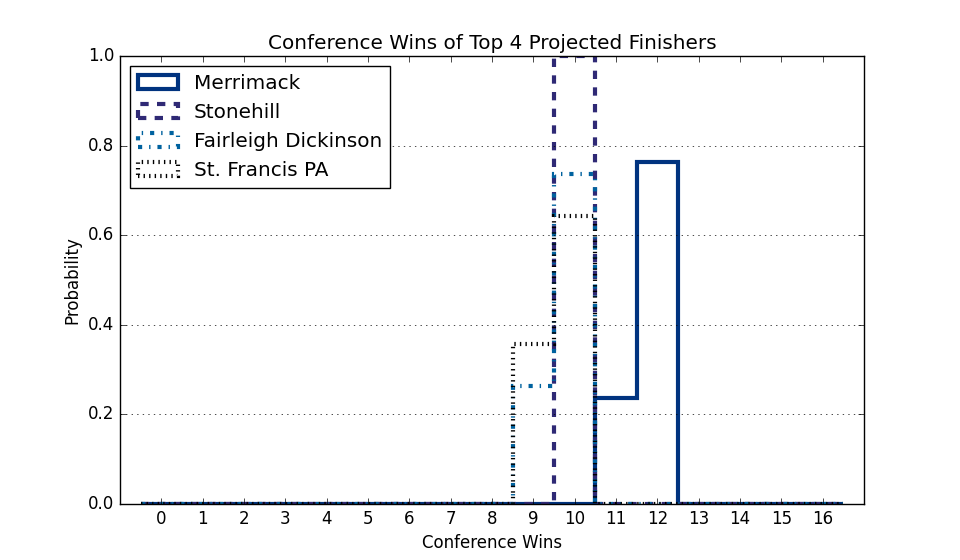 Conference Wins of Top 4 Projected Finishers
Merrimack
Stonehill
Fairleigh Dickinson
St. Francis PA
1.0
0.8
0.6
0.4
0.2
0.0
Probability
0 1 2 3 4 5 6 7 8 9 10 11 12 13 14 15 16
Conference Wins